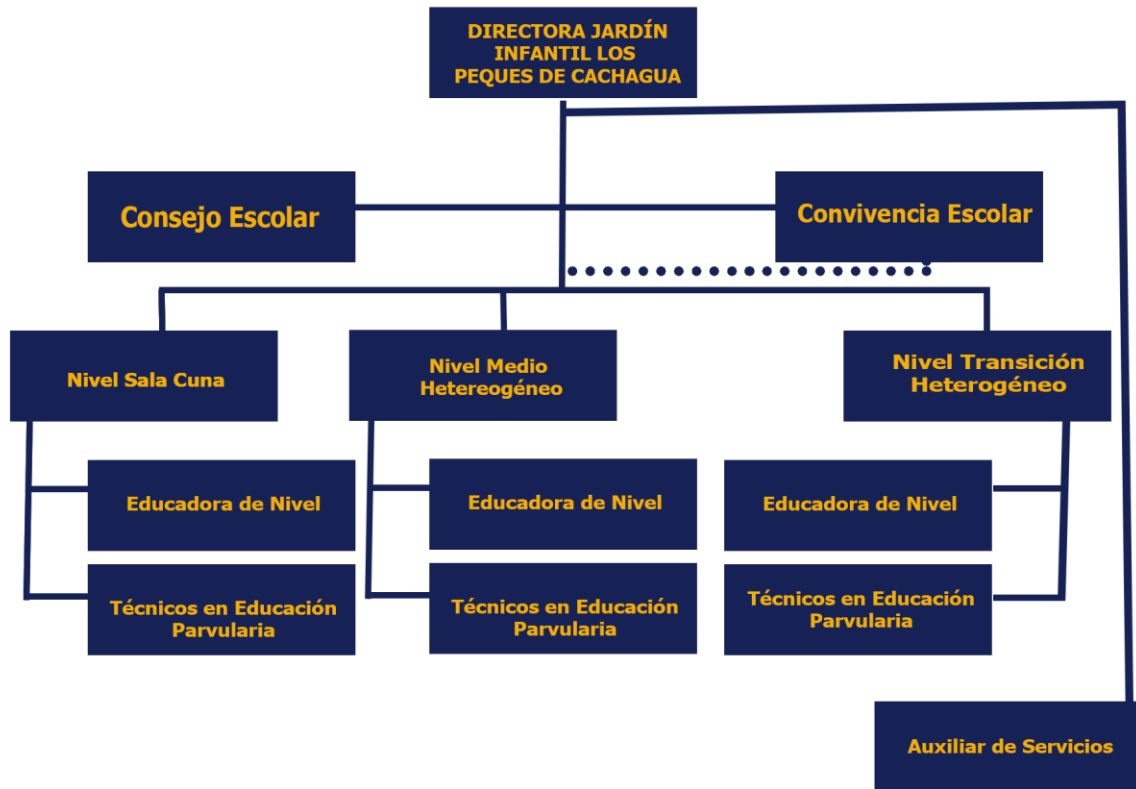 DIRECTORA JARDÍN
INFANTIL LOS
PEQUES DE CACHAGUA
Consejo Escolar
Convivencia Escolar
Nivel Sala Cuna
Nivel Medio
Hetereogéneo
Nivel Transición
Heterogéneo
Educadora de Nivel
Educadora de Nivel
Educadora de Nivel
Técnicos en Educación
Parvularia
Técnicos en Educación
Parvularia
Técnicos en Educación
Parvularia
Auxiliar de Servicios